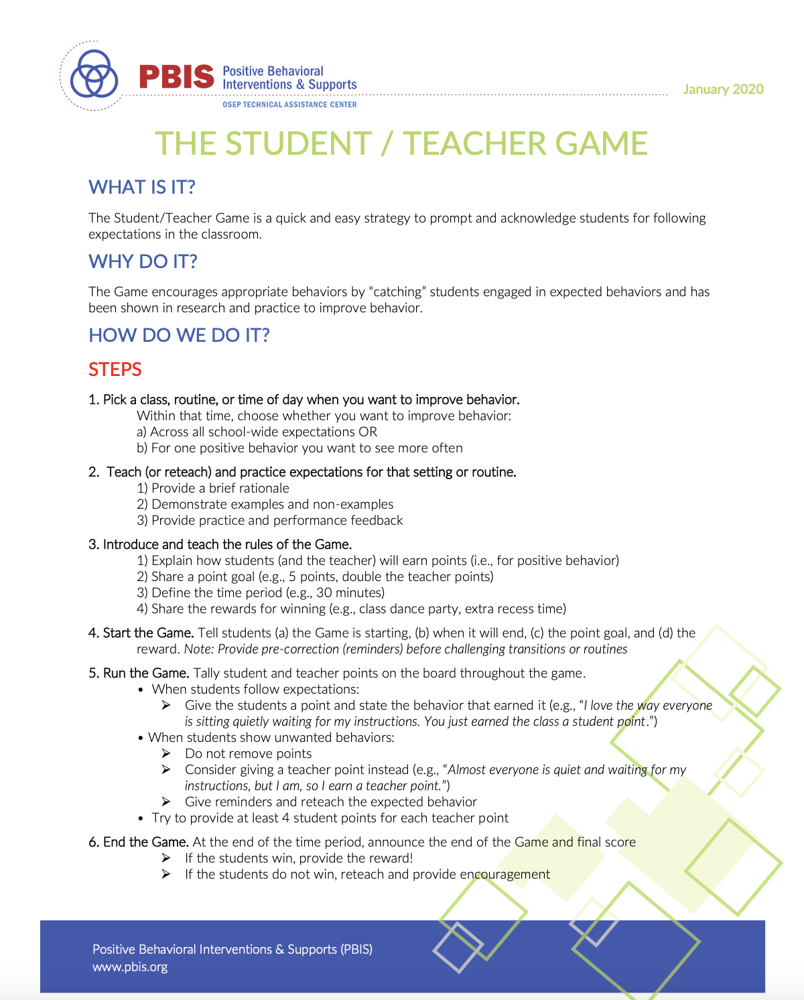 PBIS Positive Behavioral
Interventions & Supports
OSEP TECHNICAL ASSISTANCE CENTER
January 2020
THE STUDENT / TEACHER GAME
WHAT IS IT?
The Student/Teacher Game is a quick and easy strategy to prompt and acknowledge students for following
expectations in the classroom.
WHY DO IT?
The Game encourages appropriate behaviors by “catching” students engaged in expected behaviors and has
been shown in research and practice to improve behavior.
HOW DO WE DO IT?
STEPS
1. Pick a class, routine, or time of day when you want to improve behavior.
Within that time, choose whether you want to improve behavior:
a) Across all school-wide expectations OR
b) For one positive behavior you want to see more often
2. Teach (or reteach) and practice expectations for that setting or routine.
1) Provide a brief rationale
2) Demonstrate examples and non-examples
3) Provide practice and performance feedback
3. Introduce and teach the rules of the Game.
1) Explain how students (and the teacher) will earn points (i.e., for positive behavior)
2) Share a point goal (e.g., 5 points, double the teacher points)
3) Define the time period (e.g., 30 minutes)
4) Share the rewards for winning (e.g., class dance party, extra recess time)
4. Start the Game. Tell students (a) the Game is starting, (b) when it will end, (c) the point goal, and (d) the
reward. Note: Provide pre-correction (reminders) before challenging transitions or routines
5. Run the Game. Tally student and teacher points on the board throughout the game.
• When students follow expectations:
➢ Give the students a point and state the behavior that earned it (e.g., “I love the way everyone
is sitting quietly waiting for my instructions. You just earned the class a student point.”)
• When students show unwanted behaviors:
➢ Do not remove points
➢ Consider giving a teacher point instead (e.g., “Almost everyone is quiet and waiting for my
instructions, but I am, so I earn a teacher point.”)
➢ Give reminders and reteach the expected behavior
• Try to provide at least 4 student points for each teacher point
6. End the Game. At the end of the time period, announce the end of the Game and final score
➢ If the students win, provide the reward!
➢ If the students do not win, reteach and provide encouragement
Positive Behavioral Interventions & Supports (PBIS)
www.pbis.org